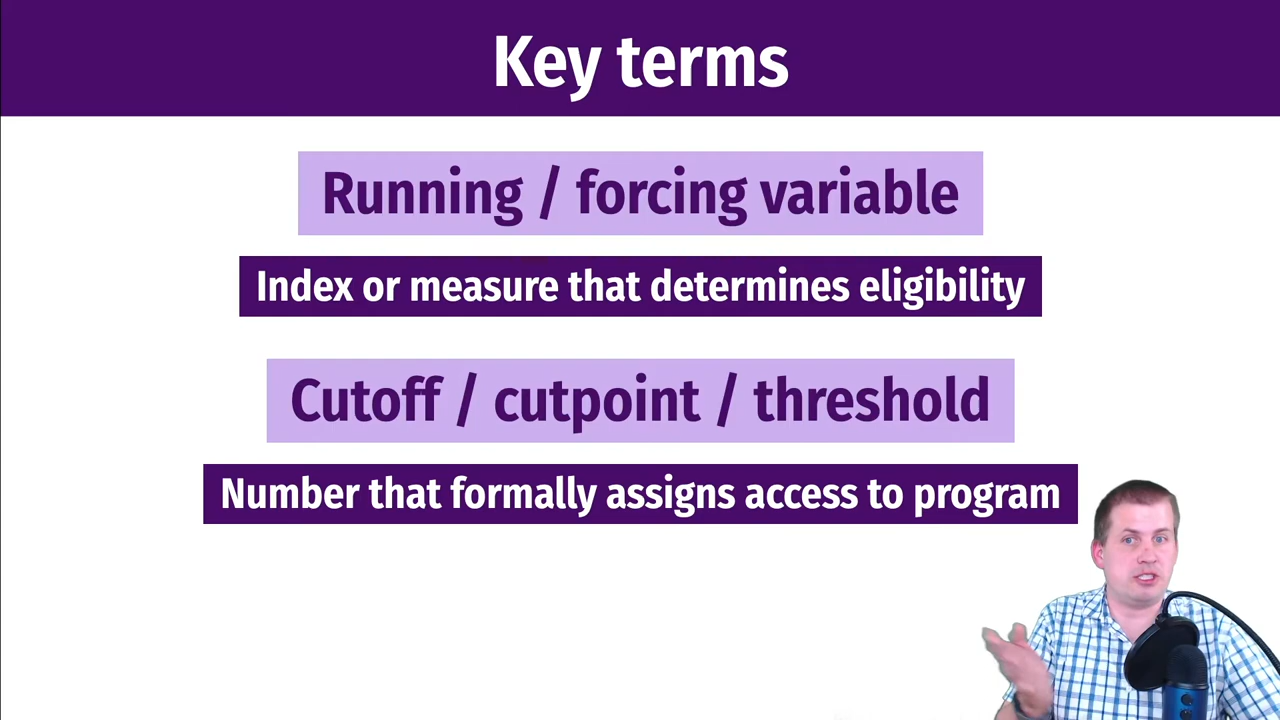 Key terms
Running / forcing variable
Index or measure that determines eligibility
Cutoff / cutpoint / threshold
Number that formally assigns access to program